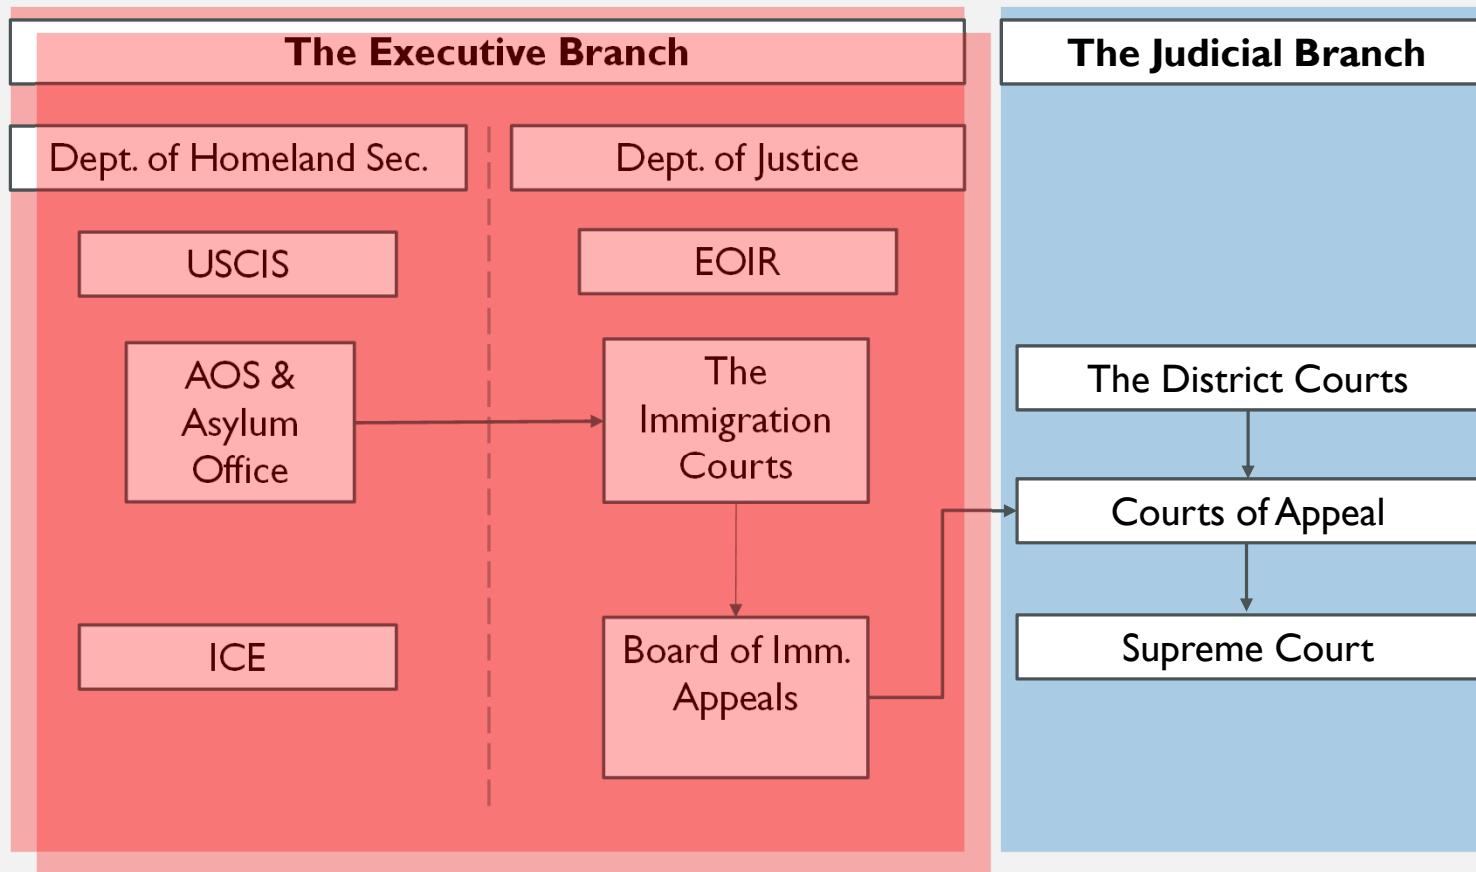 The Executive Branch
The Judicial Branch
Dept. of Homeland Sec.
Dept. of Justice
USCIS
EOIR
AOS &
Asylum
Office
The
Immigration
Courts
The District Courts
Courts of Appeal
ICE
Board of Imm.
Appeals
Supreme Court